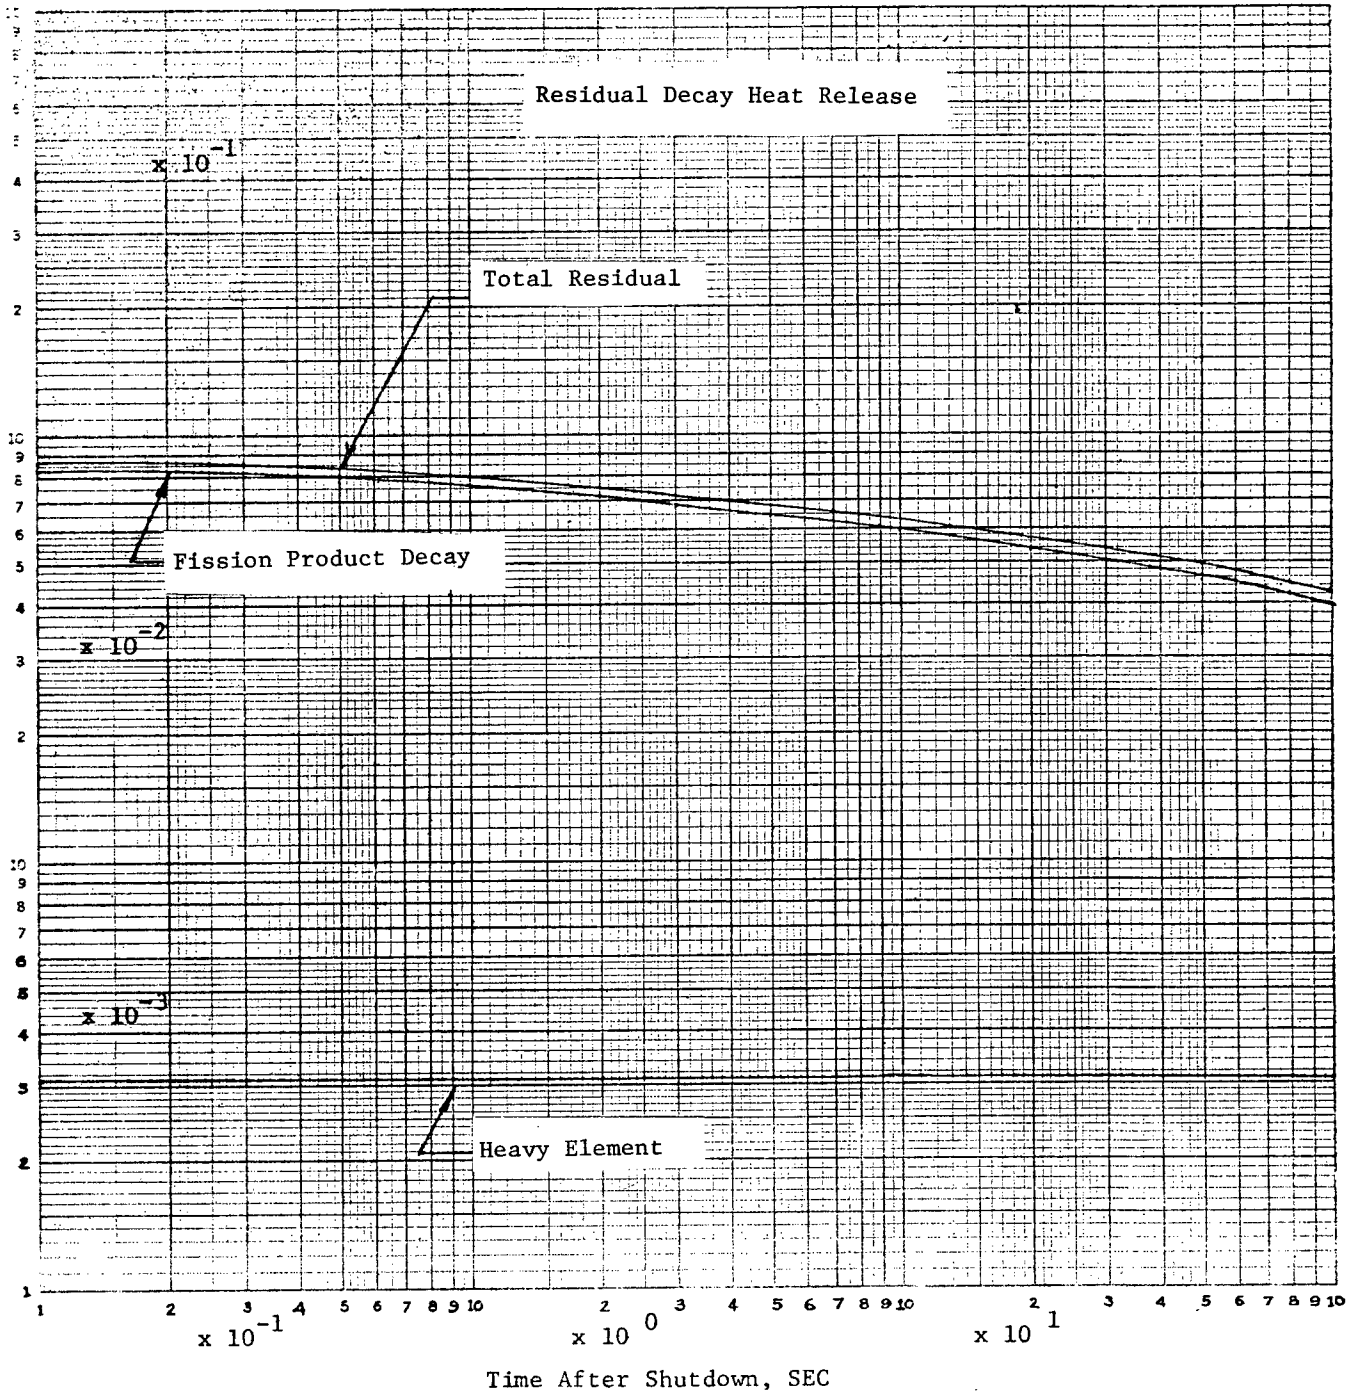 Residual Decay Heat Release
x 10^-1
4
3
Total Residual
2
10
9
8
7
6
Fission Product Decay
5
4
x 10^-2
3
2
10
9
8
7
6
5
x 10^-3
4
3
2
Heavy Element
1
1 2 3 4 5 6 7 8 9 10 2 3 4 5 6 7 8 9 10 2 3 4 5 6 7 8 9 10
x 10^-1 x 10^0 x 10^1
Time After Shutdown, SEC